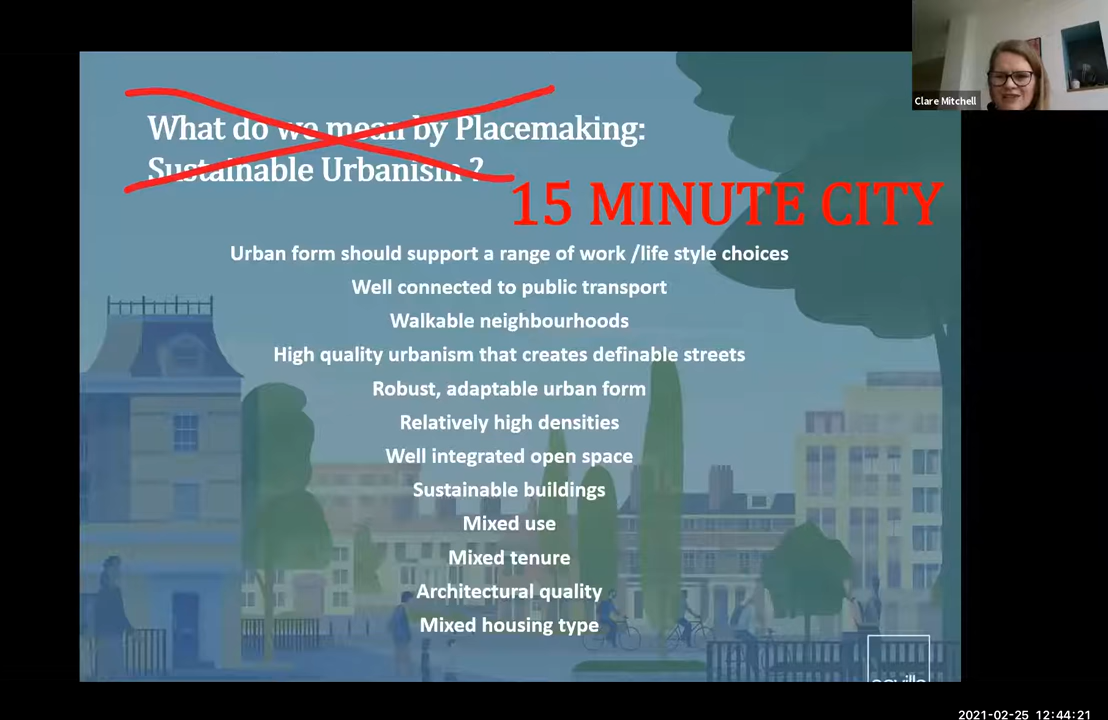 Clare Mitchell
What do we mean by Placemaking:
Sustainable Urbanism ?
15 MINUTE CITY
Urban form should support a range of work /life style choices
Well connected to public transport
Walkable neighbourhoods
High quality urbanism that creates definable streets
Robust, adaptable urban form
Relatively high densities
Well integrated open space
Sustainable buildings
Mixed use
Mixed tenure
Architectural quality
Mixed housing type
2021-02-25 12:44:21